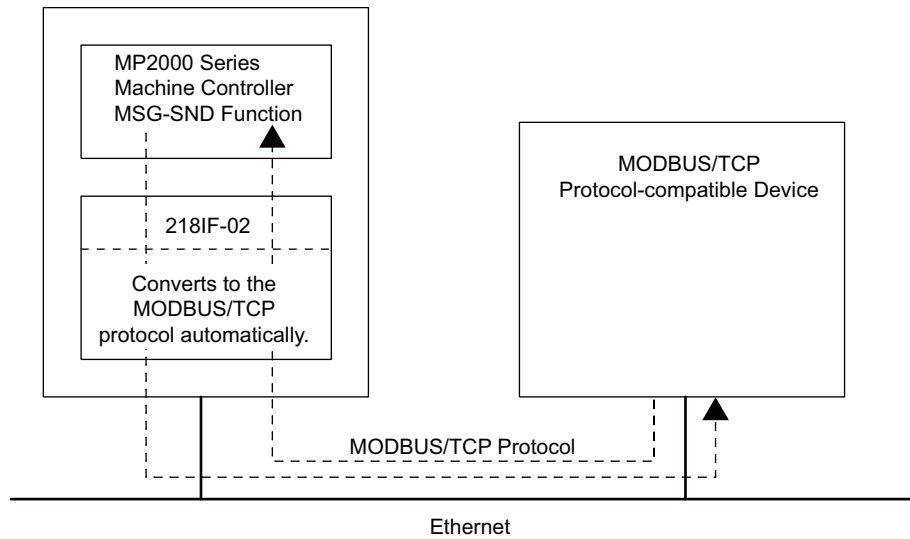 MP2000 Series
Machine Controller
MSG-SND Function
218IF-02
Converts to the
MODBUS/TCP
protocol automatically.
MODBUS/TCP
Protocol-compatible Device
MODBUS/TCP Protocol
Ethernet